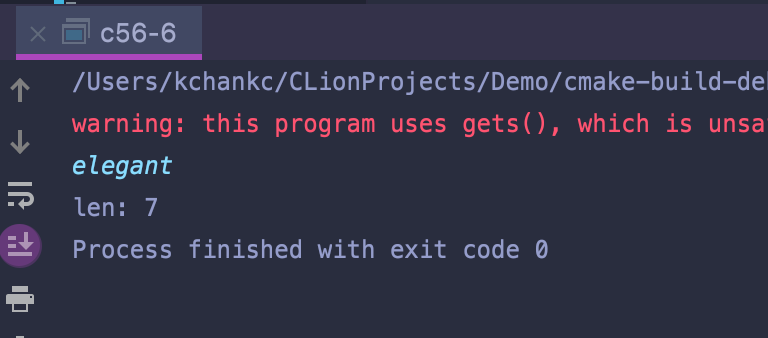 c56-6
/Users/kchankc/CLionProjects/Demo/cmake-build-de
warning: this program uses gets(), which is unsa
elegant
len: 7
Process finished with exit code 0